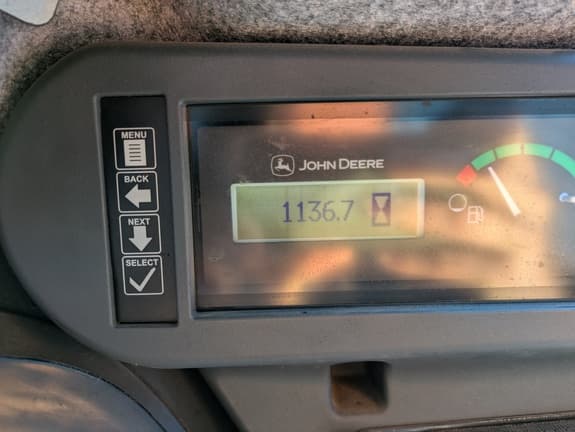 MENU
BACK
NEXT
SELECT
JOHN DEERE
1136.7